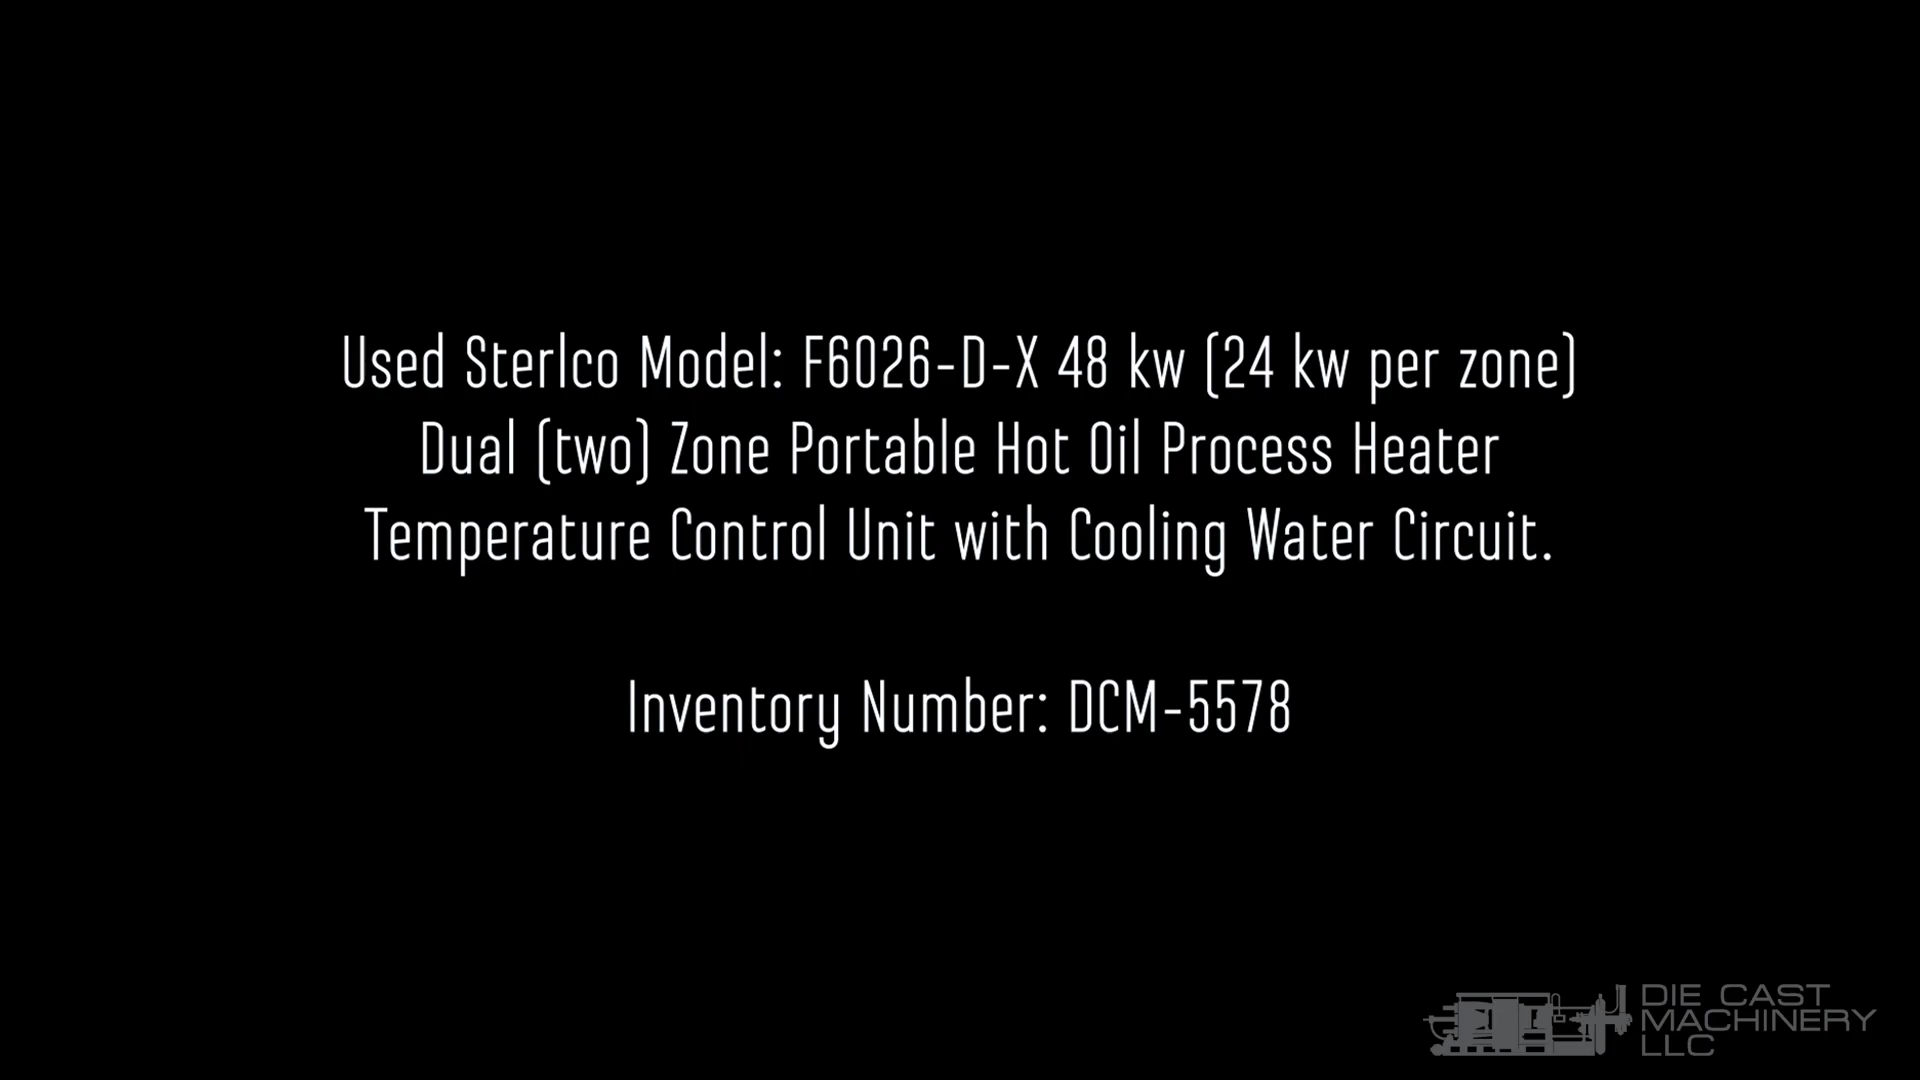 Used Sterlco Model: F6026-D-X 48 kw (24 kw per zone)
Dual (two) Zone Portable Hot Oil Process Heater
Temperature Control Unit with Cooling Water Circuit.
Inventory Number: DCM-5578
DIE CAST
MACHINERY
LLC